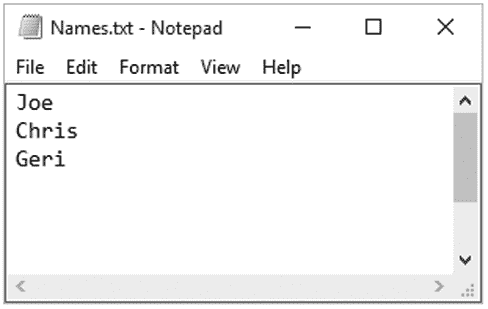 Names.txt - Notepad
File Edit Format View Help
Joe
Chris
Geri